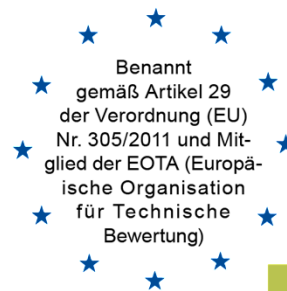 Benannt
gemäß Artikel 29
der Verordnung (EU)
Nr. 305/2011 und Mit-
glied der EOTA (Europä-
ische Organisation
für Technische
Bewertung)